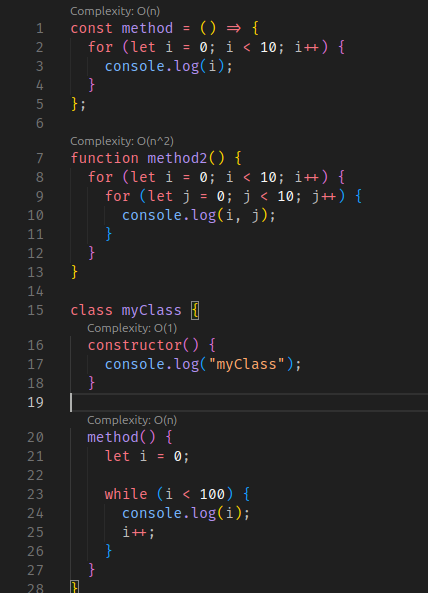 Complexity: O(n)
1 const method = () => {
2 for (let i = 0; i < 10; i++) {
3 console.log(i);
4 }
5 };
6
Complexity: O(n^2)
7 function method2() {
8 for (let i = 0; i < 10; i++) {
9 for (let j = 0; j < 10; j++) {
10 console.log(i, j);
11 }
12 }
13 }
14
15 class myClass {
Complexity: O(1)
16 constructor() {
17 console.log("myClass");
18 }
19
Complexity: O(n)
20 method() {
21 let i = 0;
22
23 while (i < 100) {
24 console.log(i);
25 i++;
26 }
27 }
28 }